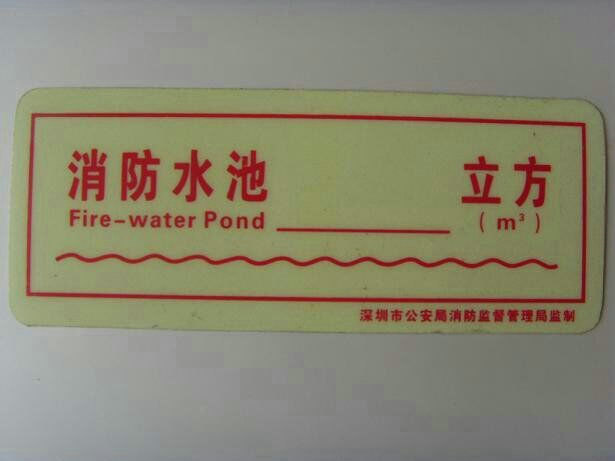 消防水池 立方
Fire-water Pond ________ (m³)
深圳市公安局消防监督管理局监制